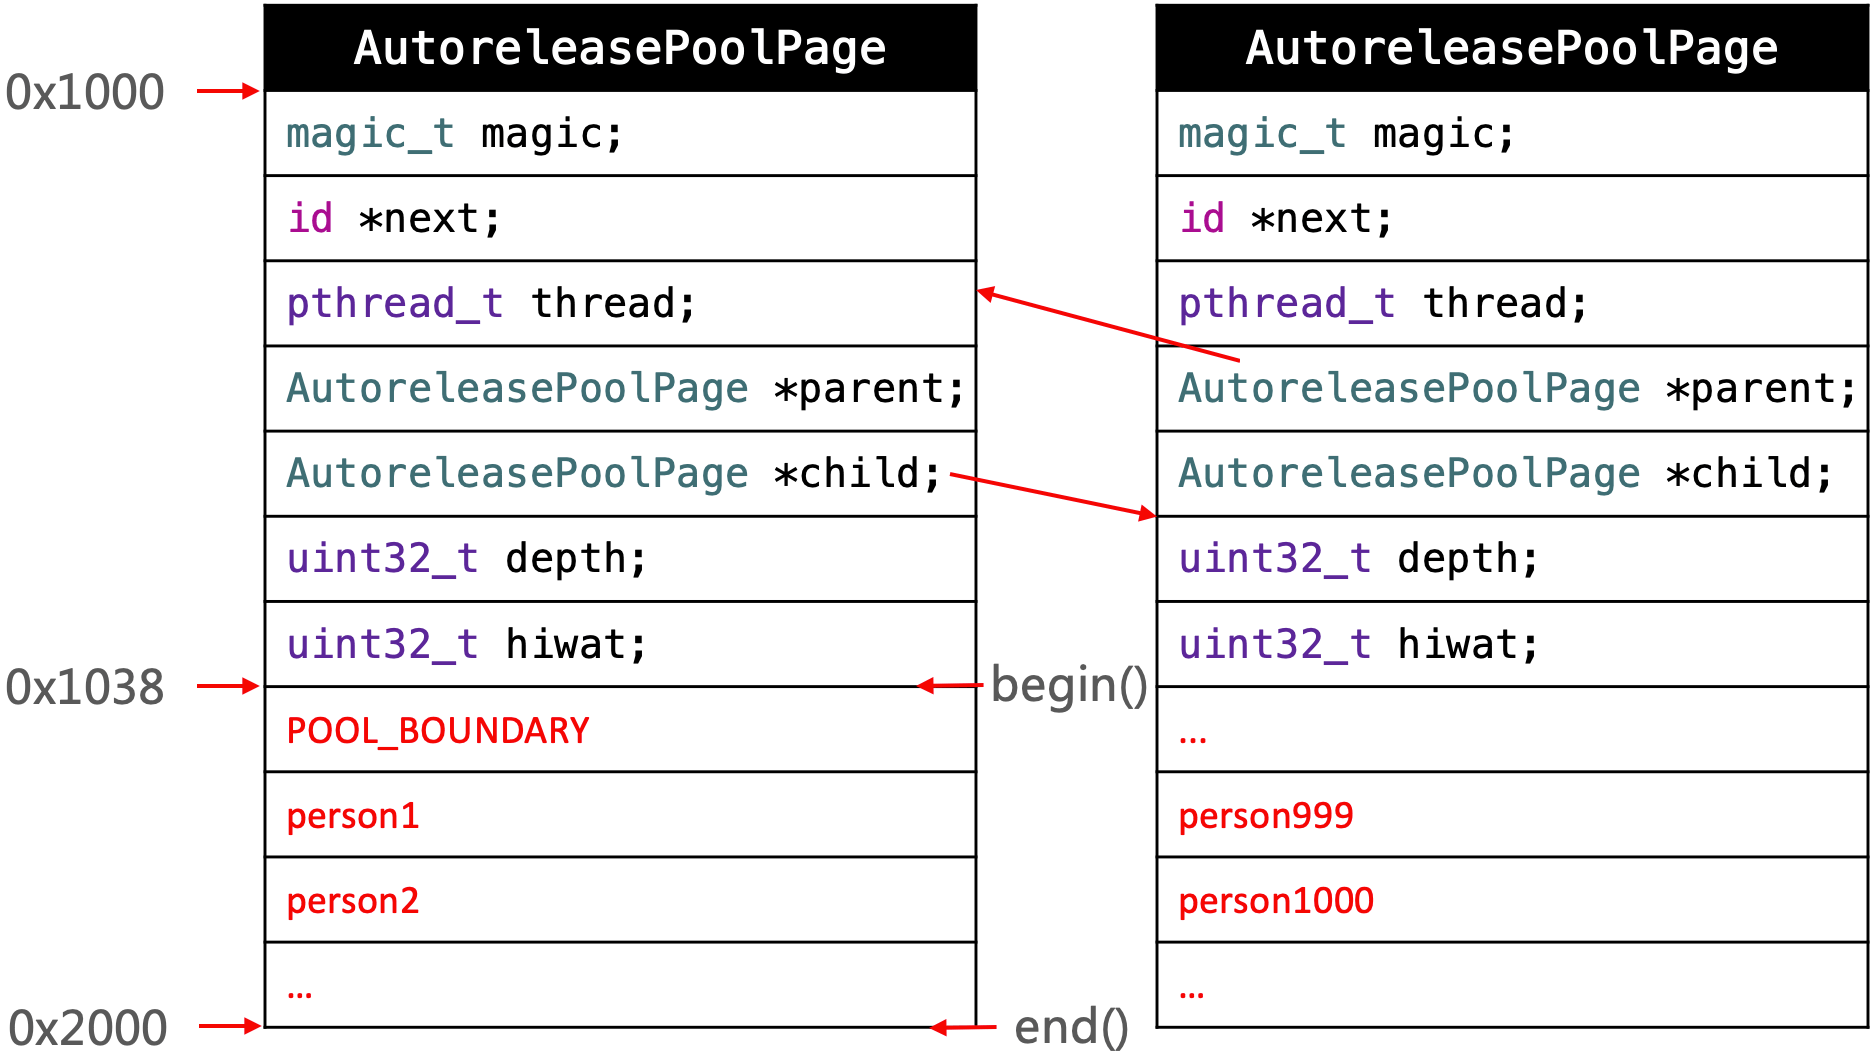 AutoreleasePoolPage
0x1000
magic_t magic;
id *next;
pthread_t thread;
AutoreleasePoolPage *parent;
AutoreleasePoolPage *child;
uint32_t depth;
uint32_t hiwat;
0x1038
begin()
POOL_BOUNDARY
person1
person2
...
0x2000
end()
AutoreleasePoolPage
magic_t magic;
id *next;
pthread_t thread;
AutoreleasePoolPage *parent;
AutoreleasePoolPage *child;
uint32_t depth;
uint32_t hiwat;
...
person999
person1000
...